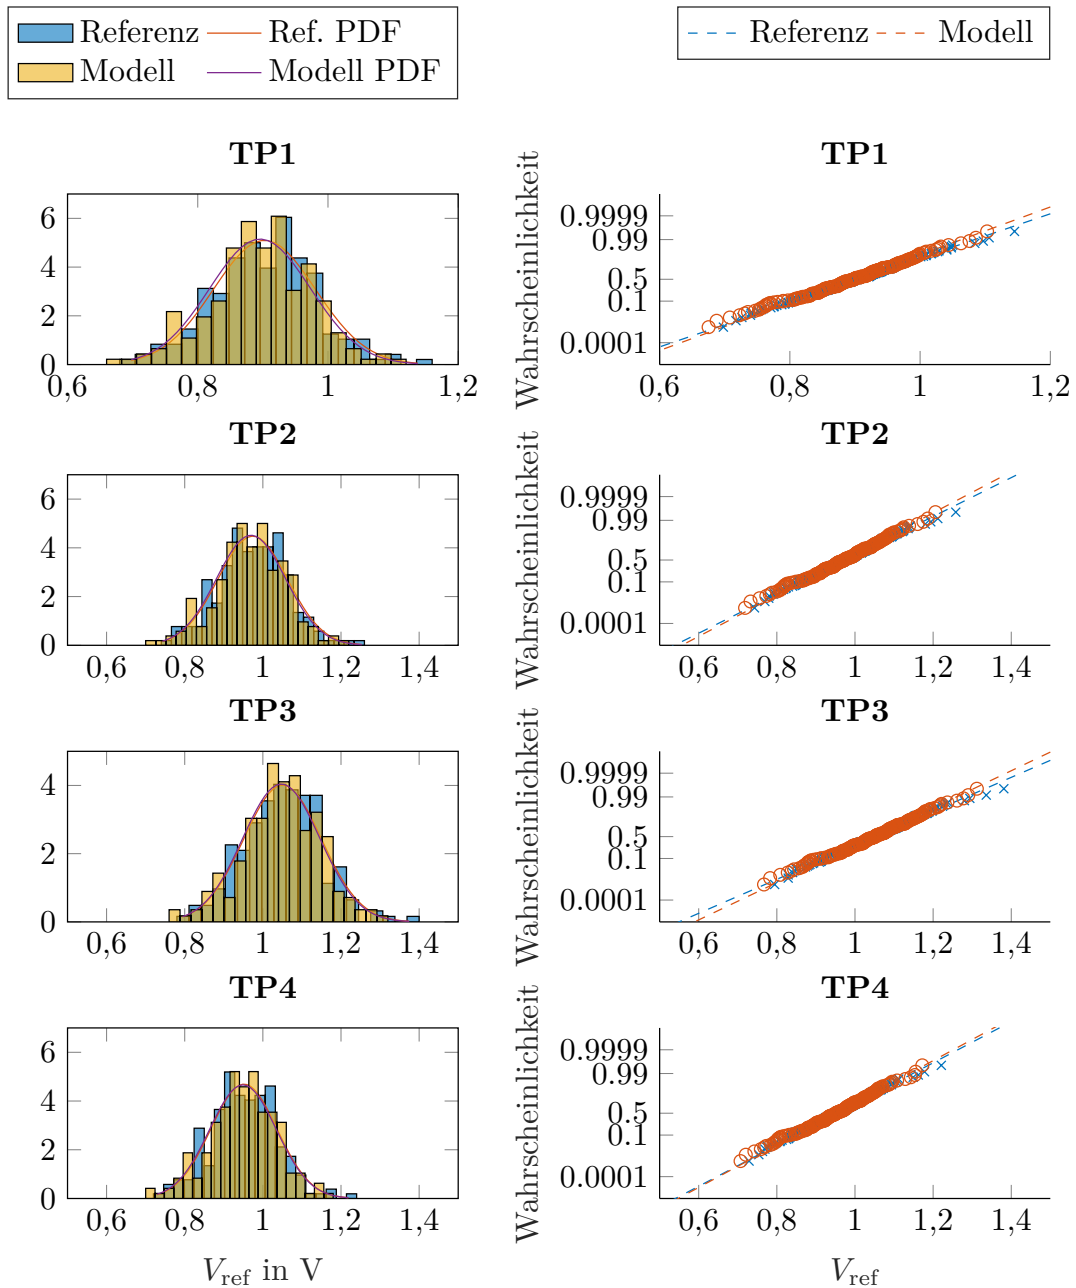 Referenz Ref. PDF
Modell Modell PDF
Referenz Modell
TP1
6
4
2
0
0,6 0,8 1 1,2
TP1
Wahrscheinlichkeit
0.9999
0.99
0.5
0.1
0.0001
0,6 0,8 1 1,2
TP2
6
4
2
0
0,6 0,8 1 1,2 1,4
TP2
Wahrscheinlichkeit
0.9999
0.99
0.5
0.1
0.0001
0,6 0,8 1 1,2 1,4
TP3
4
2
0
0,6 0,8 1 1,2 1,4
TP3
Wahrscheinlichkeit
0.9999
0.99
0.5
0.1
0.0001
0,6 0,8 1 1,2 1,4
TP4
6
4
2
0
0,6 0,8 1 1,2 1,4
V_ref in V
TP4
Wahrscheinlichkeit
0.9999
0.99
0.5
0.1
0.0001
0,6 0,8 1 1,2 1,4
V_ref